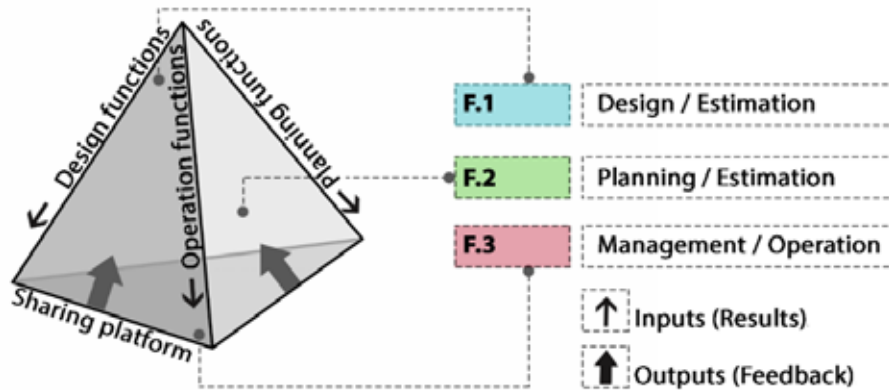 Design functions
Operation functions
Planning functions
Sharing platform
F.1
Design / Estimation
F.2
Planning / Estimation
F.3
Management / Operation
Inputs (Results)
Outputs (Feedback)